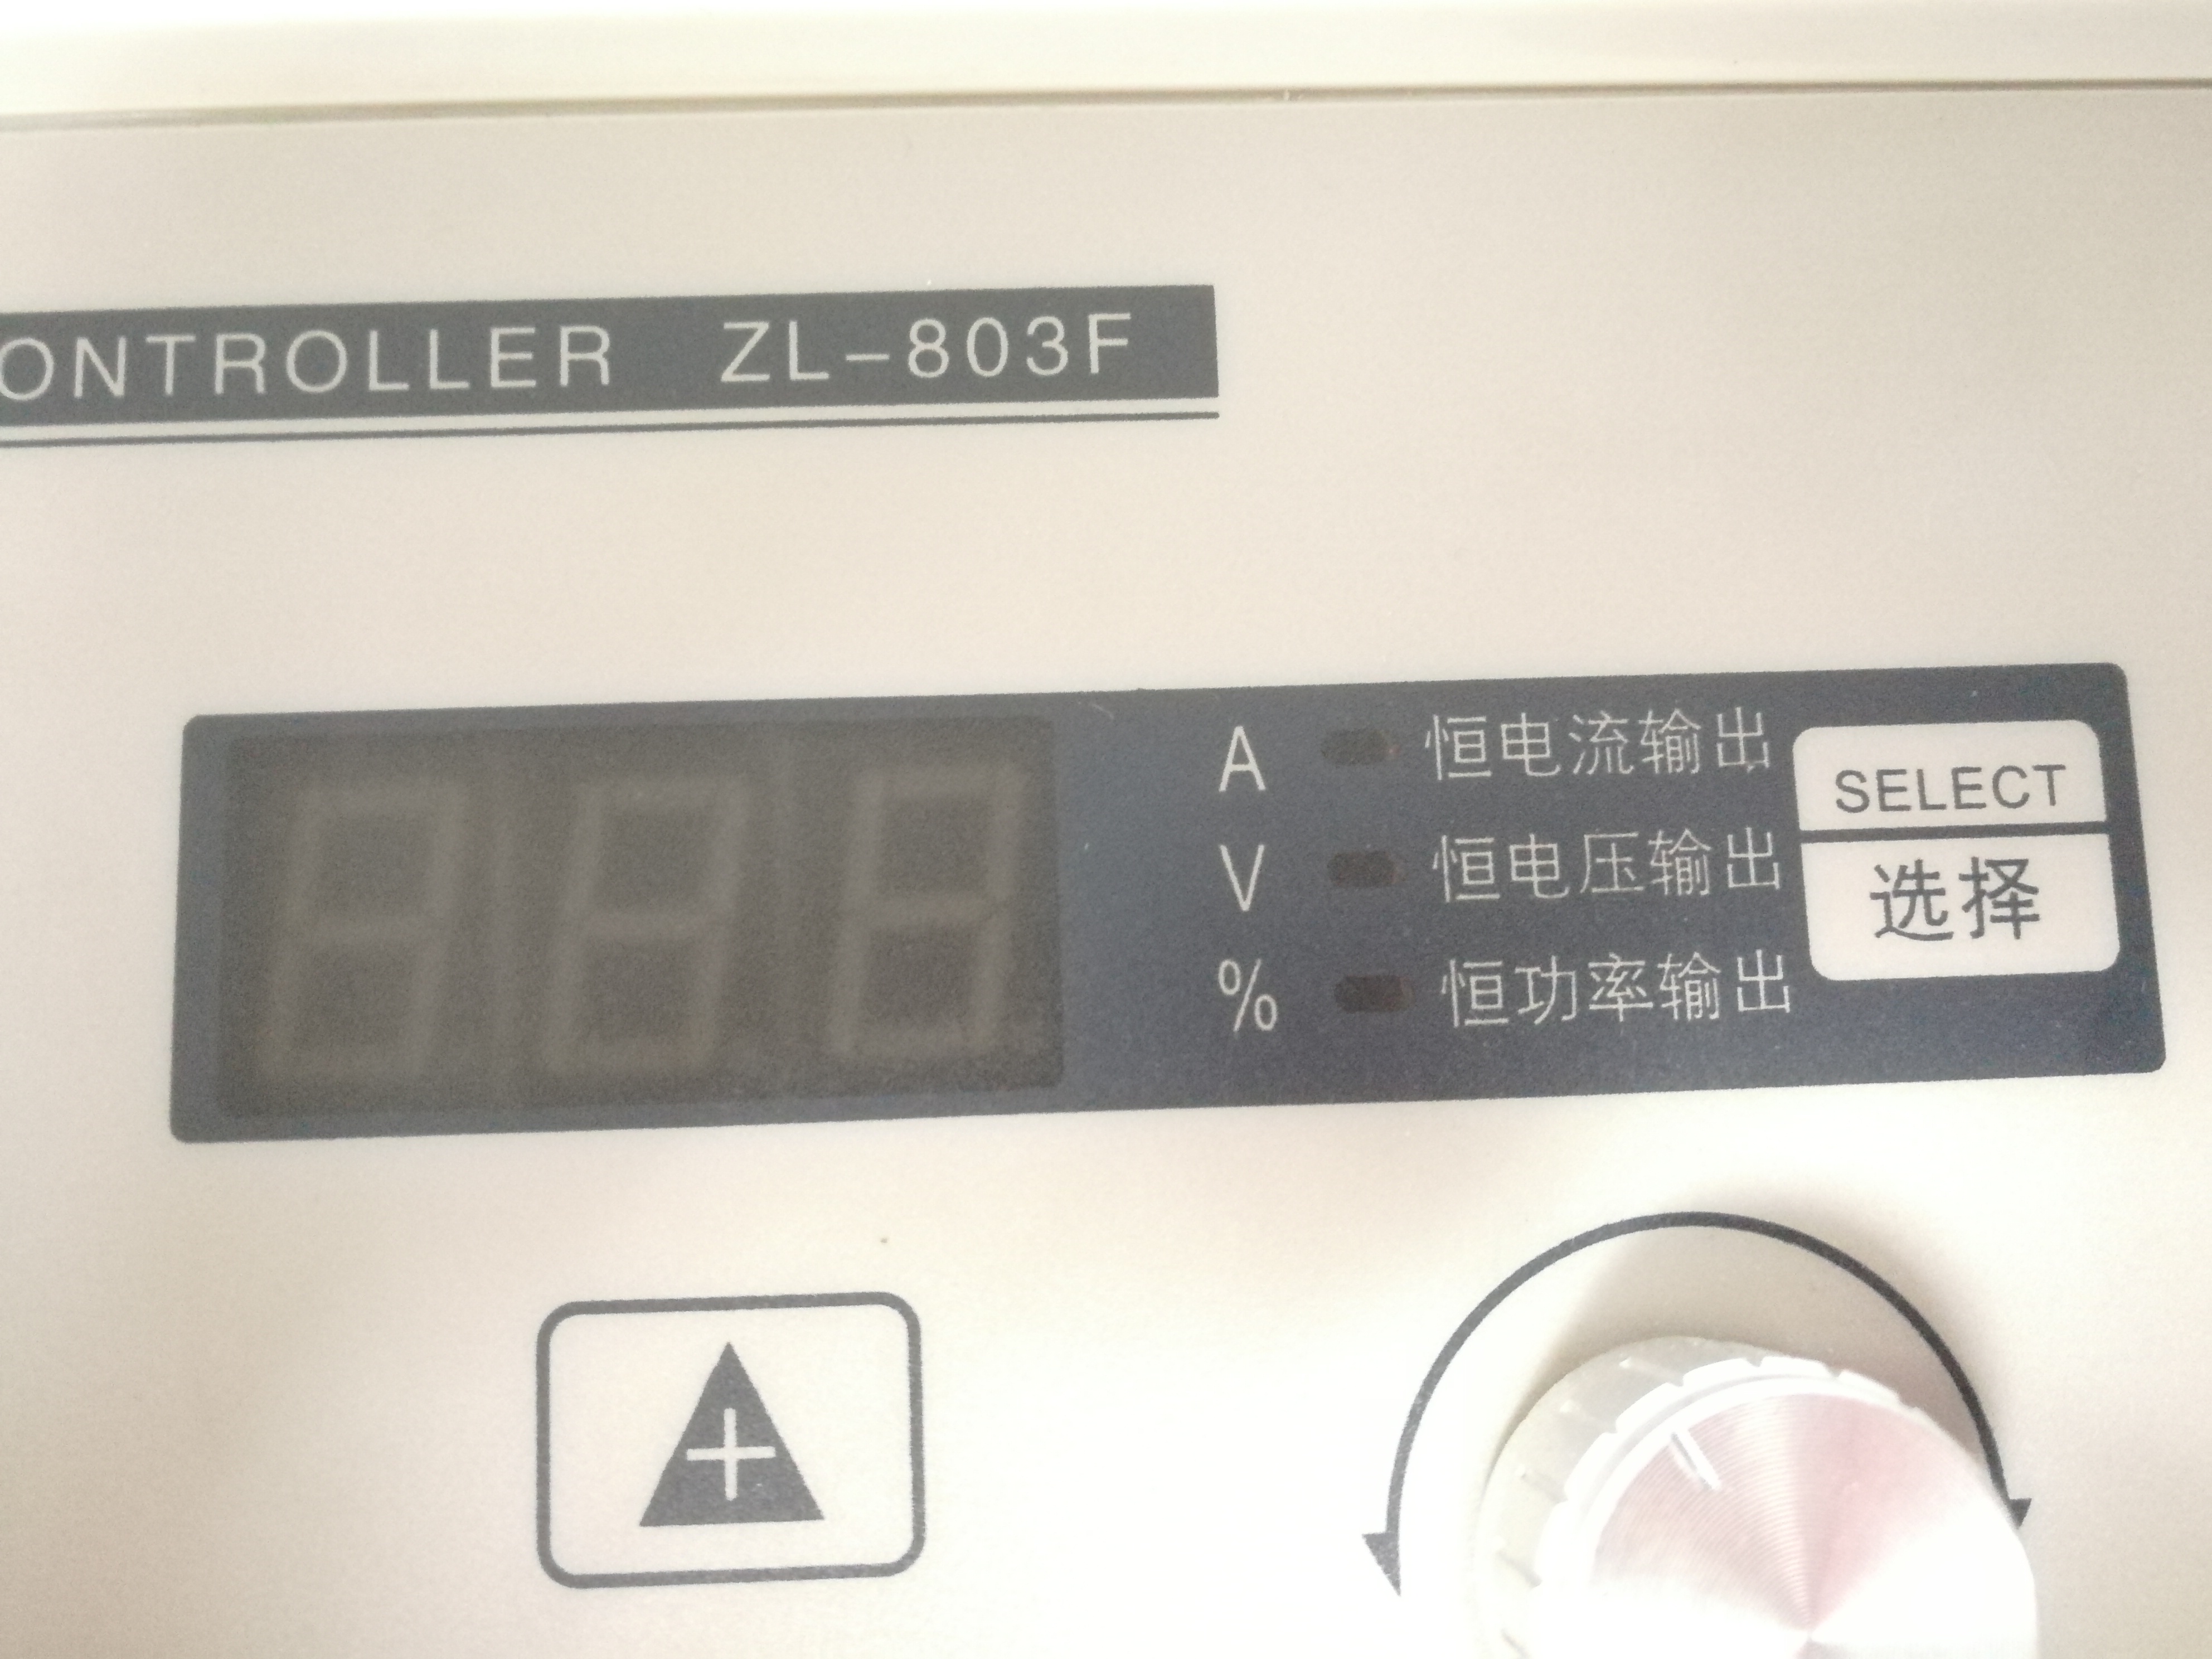 ONTROLLER ZL-803F
A 恒电流输出
V 恒电压输出
% 恒功率输出
SELECT
选择
+